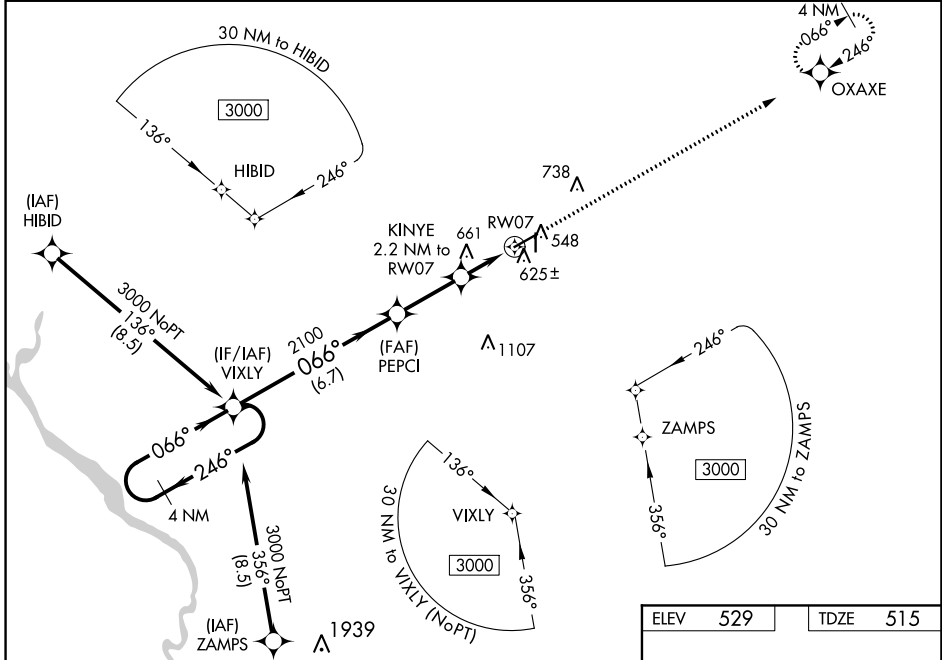 4 NM
066°
246°
OXAXE
30 NM to HIBID
3000
136°
HIBID
246°
738
(IAF)
HIBID
KINYE
2.2 NM to
RW07
661
RW07
548
625±
3000 NoPT
136°
(8.5)
(IF/IAF)
VIXLY
2100
066°
(6.7)
(FAF)
PEPCI
1107
246°
ZAMPS
3000
356°
30 NM to ZAMPS
066°
246°
4 NM
136°
VIXLY
3000
356°
30 NM to VIXLY (NoPT)
3000 NoPT
356°
(8.5)
(IAF)
ZAMPS
1939
ELEV 529 TDZE 515